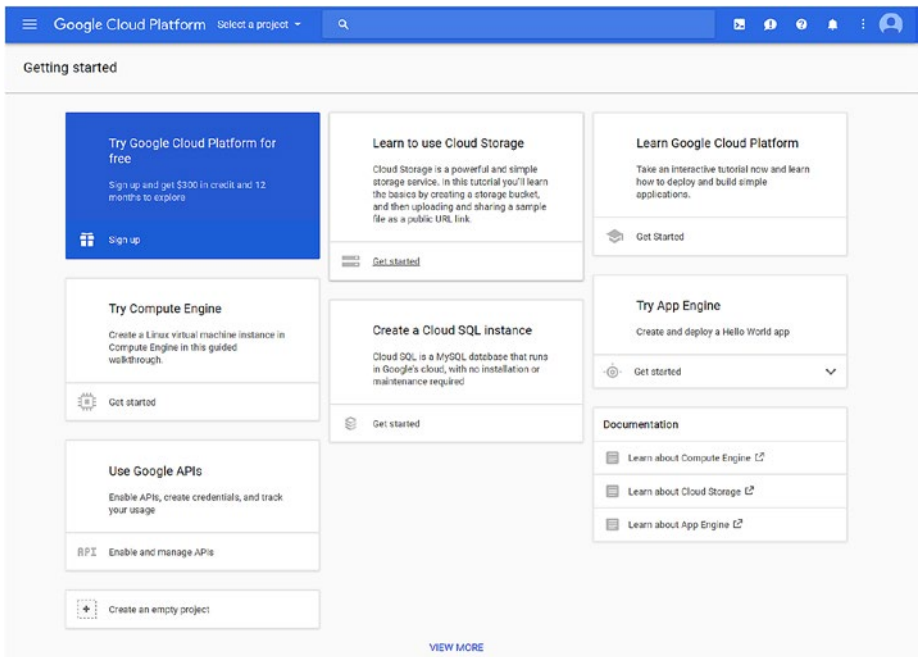 Google Cloud Platform Select a project
Getting started
Try Google Cloud Platform for
free
Sign up and get $300 in credit and 12
months to explore
Sign up
Try Compute Engine
Create a Linux virtual machine instance in
Compute Engine in this guided
walkthrough.
Get started
Use Google APIs
Enable APIs, create credentials, and track
your usage
API Enable and manage APIs
Create an empty project
Learn to use Cloud Storage
Cloud Storage is a powerful and simple
storage service. In this tutorial you'll learn
the basics by creating a storage bucket,
and then uploading and sharing a sample
file as a public URL link.
Get started
Create a Cloud SQL instance
Cloud SQL is a MySQL database that runs
in Google's cloud, with no installation or
maintenance required
Get started
Learn Google Cloud Platform
Take an interactive tutorial now and learn
how to deploy and build simple
applications.
Get Started
Try App Engine
Create and deploy a Hello World app
Get started
Documentation
Learn about Compute Engine
Learn about Cloud Storage
Learn about App Engine
VIEW MORE